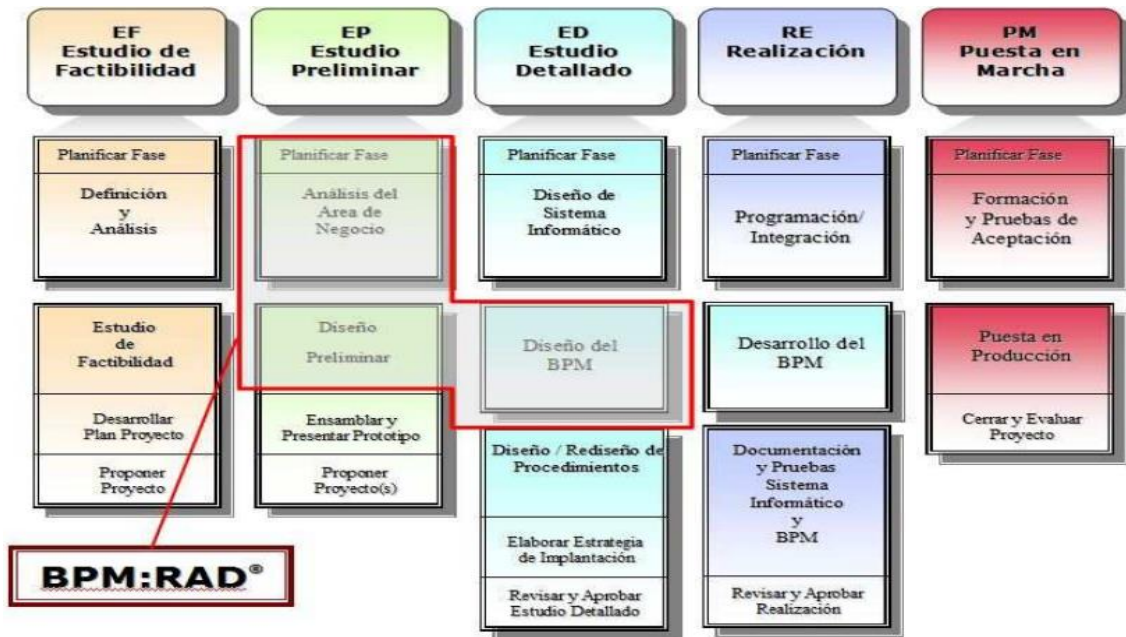 EF
Estudio de
Factibilidad
EP
Estudio
Preliminar
ED
Estudio
Detallado
RE
Realización
PM
Puesta en
Marcha
Planificar Fase
Definición
y
Análisis
Estudio
de
Factibilidad
Desarrollar
Plan Proyecto
Proponer
Proyecto
Planificar Fase
Análisis del
Area de
Negocio
Diseño
Preliminar
Ensamblar y
Presentar Prototipo
Proponer
Proyecto(s)
Planificar Fase
Diseño de
Sistema
Informático
Diseño del
BPM
Diseño / Rediseño de
Procedimientos
Elaborar Estrategia
de Implantación
Revisar y Aprobar
Estudio Detallado
Planificar Fase
Programación/
Integración
Desarrollo del
BPM
Documentación
y Pruebas
Sistema
Informático
y
BPM
Revisar y Aprobar
Realización
Planificar Fase
Formación
y Pruebas de
Aceptación
Puesta en
Producción
Cerrar y Evaluar
Proyecto
BPM:RAD®